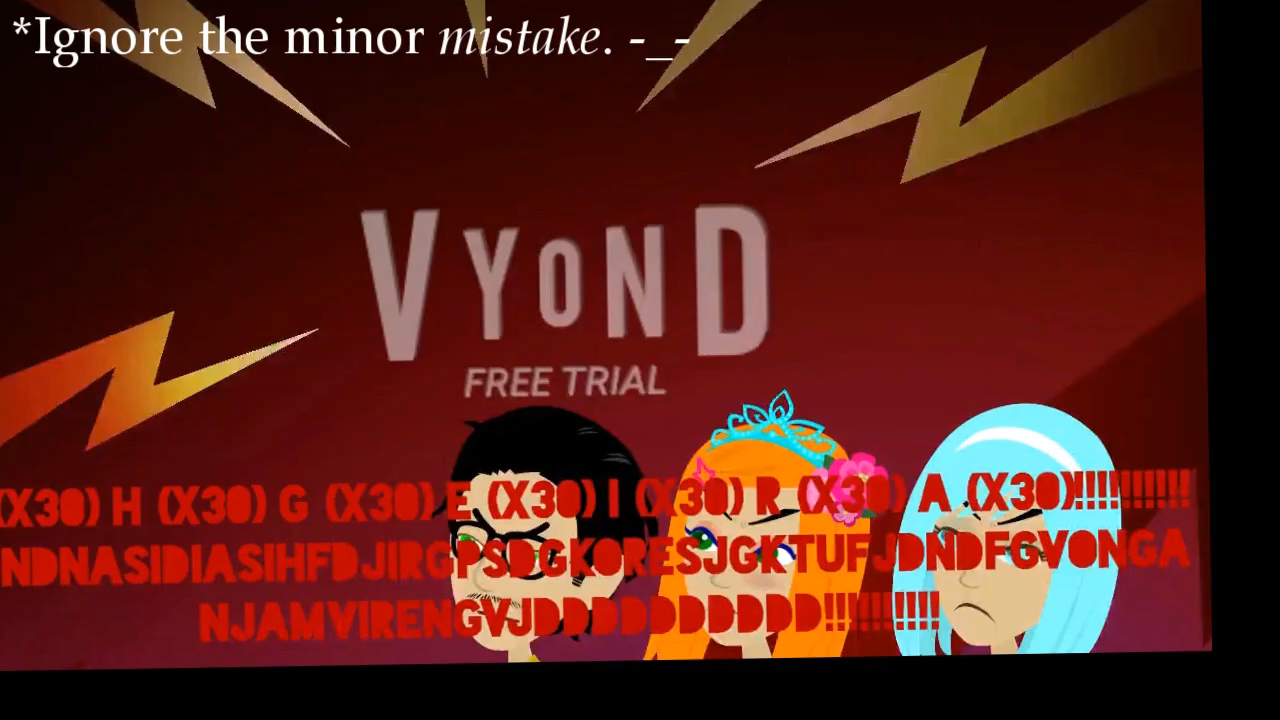 *Ignore the minor mistake. -_-
VYOND
FREE TRIAL
(X30) H (X30) G (X30) E (X30) I (X30) R (X30) A (X30)!!!!!!!!!!
NDNASIDIASIHFDJIRGPSDGKORESJGKTUFJDNDFGVONGA
NJAMVIRENGVJDDDDDDDDDD!!!!!!!!!!